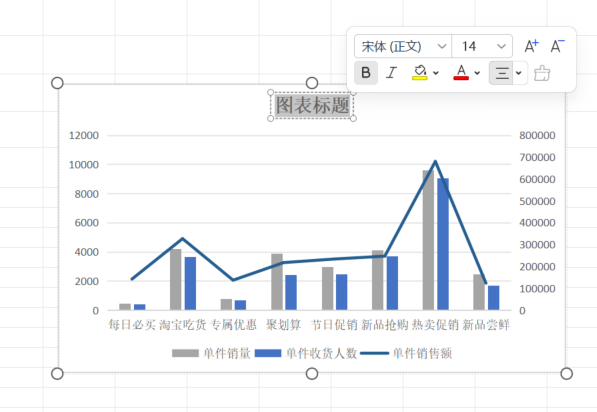 宋体 (正文) 14 A+ A-
B I A
图表标题
12000 800000
10000 700000
8000 600000
6000 500000
4000 400000
2000 300000
0 200000
100000
0
每日必买 淘宝吃货 专属优惠 聚划算 节日促销 新品抢购 热卖促销 新品尝鲜
单件销量 单件收货人数 单件销售额